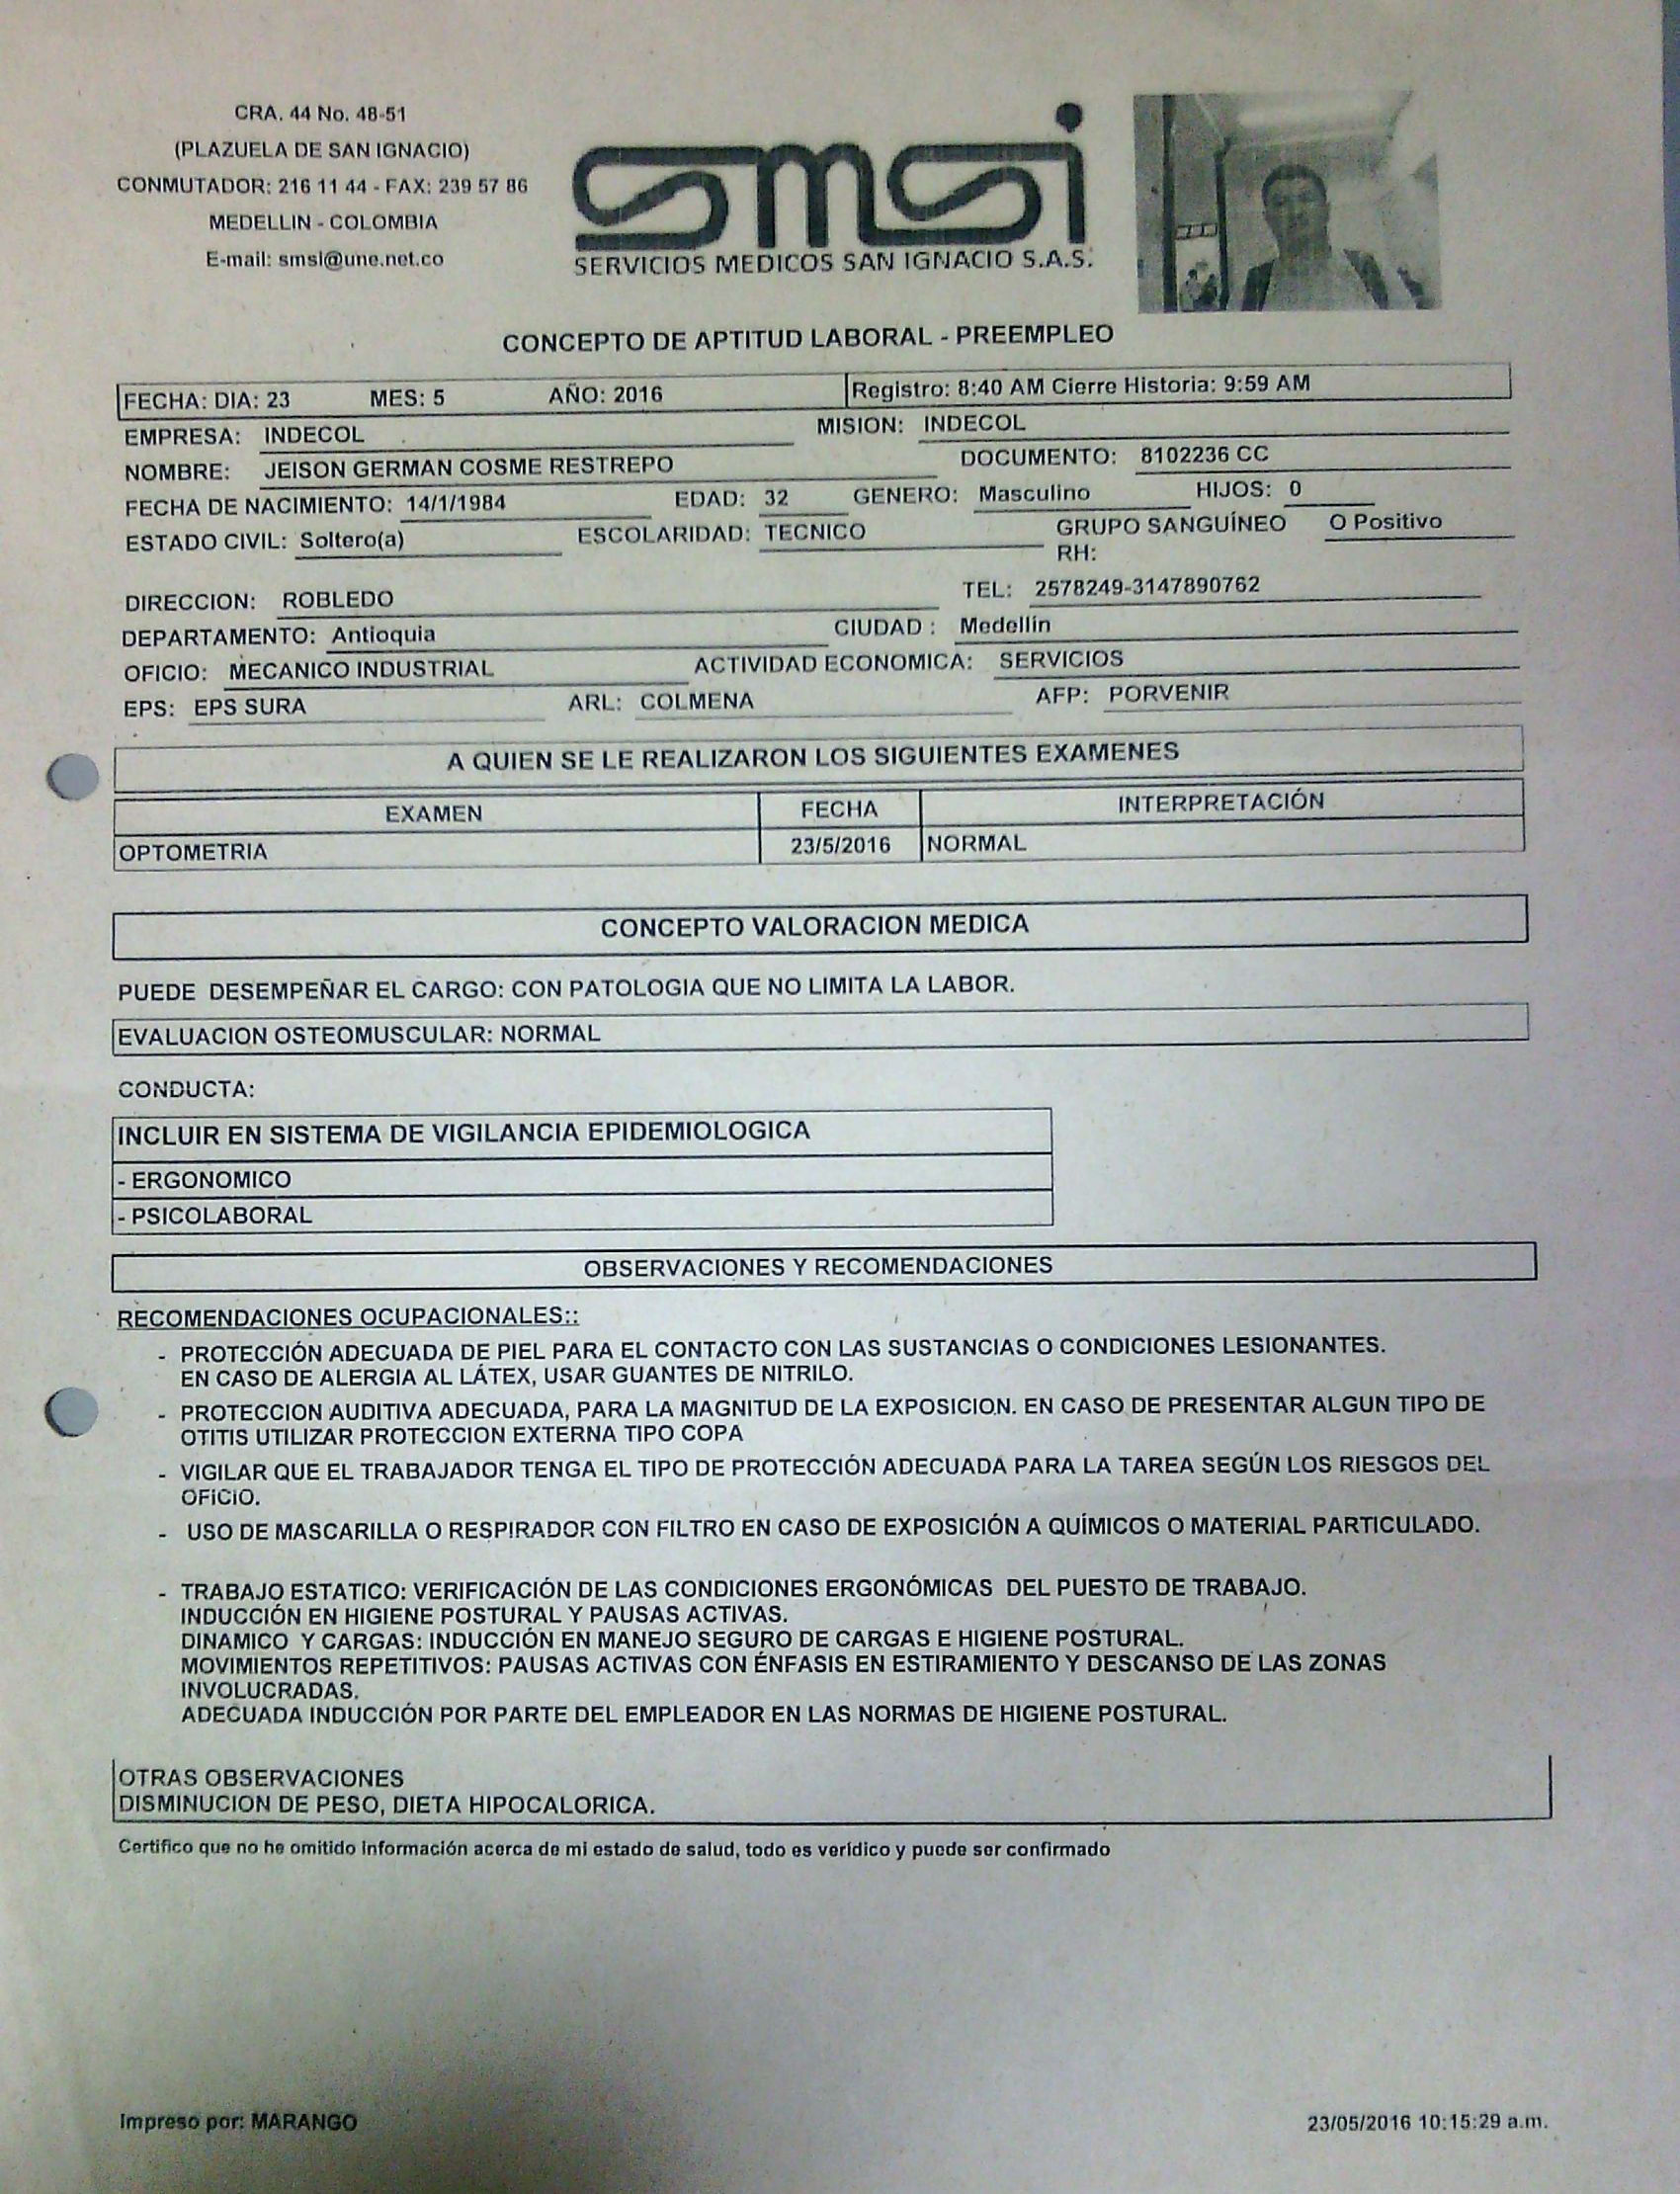 CRA. 44 No. 48-51
(PLAZUELA DE SAN IGNACIO)
CONMUTADOR: 216 11 44 - FAX: 239 57 86
MEDELLIN - COLOMBIA
E-mail: smsi@une.net.co
smsi
SERVICIOS MEDICOS SAN IGNACIO S.A.S.
CONCEPTO DE APTITUD LABORAL - PREEMPLEO
FECHA: DIA: 23 MES: 5 AÑO: 2016 Registro: 8:40 AM Cierre Historia: 9:59 AM
EMPRESA: INDECOL MISION: INDECOL
NOMBRE: JEISON GERMAN COSME RESTREPO DOCUMENTO: 8102236 CC
FECHA DE NACIMIENTO: 14/1/1984 EDAD: 32 GENERO: Masculino HIJOS: 0
ESTADO CIVIL: Soltero(a) ESCOLARIDAD: TECNICO GRUPO SANGUÍNEO O Positivo
RH:
DIRECCION: ROBLEDO TEL: 2578249-3147890762
DEPARTAMENTO: Antioquia CIUDAD : Medellín
OFICIO: MECANICO INDUSTRIAL ACTIVIDAD ECONOMICA: SERVICIOS
EPS: EPS SURA ARL: COLMENA AFP: PORVENIR
A QUIEN SE LE REALIZARON LOS SIGUIENTES EXAMENES
EXAMEN FECHA INTERPRETACIÓN
OPTOMETRIA 23/5/2016 NORMAL
CONCEPTO VALORACION MEDICA
PUEDE DESEMPEÑAR EL CARGO: CON PATOLOGIA QUE NO LIMITA LA LABOR.
EVALUACION OSTEOMUSCULAR: NORMAL
CONDUCTA:
INCLUIR EN SISTEMA DE VIGILANCIA EPIDEMIOLOGICA
- ERGONOMICO
- PSICOLABORAL
OBSERVACIONES Y RECOMENDACIONES
RECOMENDACIONES OCUPACIONALES::
- PROTECCIÓN ADECUADA DE PIEL PARA EL CONTACTO CON LAS SUSTANCIAS O CONDICIONES LESIONANTES.
EN CASO DE ALERGIA AL LÁTEX, USAR GUANTES DE NITRILO.
- PROTECCION AUDITIVA ADECUADA, PARA LA MAGNITUD DE LA EXPOSICION. EN CASO DE PRESENTAR ALGUN TIPO DE
OTITIS UTILIZAR PROTECCION EXTERNA TIPO COPA
- VIGILAR QUE EL TRABAJADOR TENGA EL TIPO DE PROTECCIÓN ADECUADA PARA LA TAREA SEGÚN LOS RIESGOS DEL
OFICIO.
- USO DE MASCARILLA O RESPIRADOR CON FILTRO EN CASO DE EXPOSICIÓN A QUÍMICOS O MATERIAL PARTICULADO.
- TRABAJO ESTATICO: VERIFICACIÓN DE LAS CONDICIONES ERGONÓMICAS DEL PUESTO DE TRABAJO.
INDUCCIÓN EN HIGIENE POSTURAL Y PAUSAS ACTIVAS.
DINAMICO Y CARGAS: INDUCCIÓN EN MANEJO SEGURO DE CARGAS E HIGIENE POSTURAL.
MOVIMIENTOS REPETITIVOS: PAUSAS ACTIVAS CON ÉNFASIS EN ESTIRAMIENTO Y DESCANSO DE LAS ZONAS
INVOLUCRADAS.
ADECUADA INDUCCIÓN POR PARTE DEL EMPLEADOR EN LAS NORMAS DE HIGIENE POSTURAL.
OTRAS OBSERVACIONES
DISMINUCION DE PESO, DIETA HIPOCALORICA.
Certifico que no he omitido información acerca de mi estado de salud, todo es verídico y puede ser confirmado
Impreso por: MARANGO 23/05/2016 10:15:29 a.m.